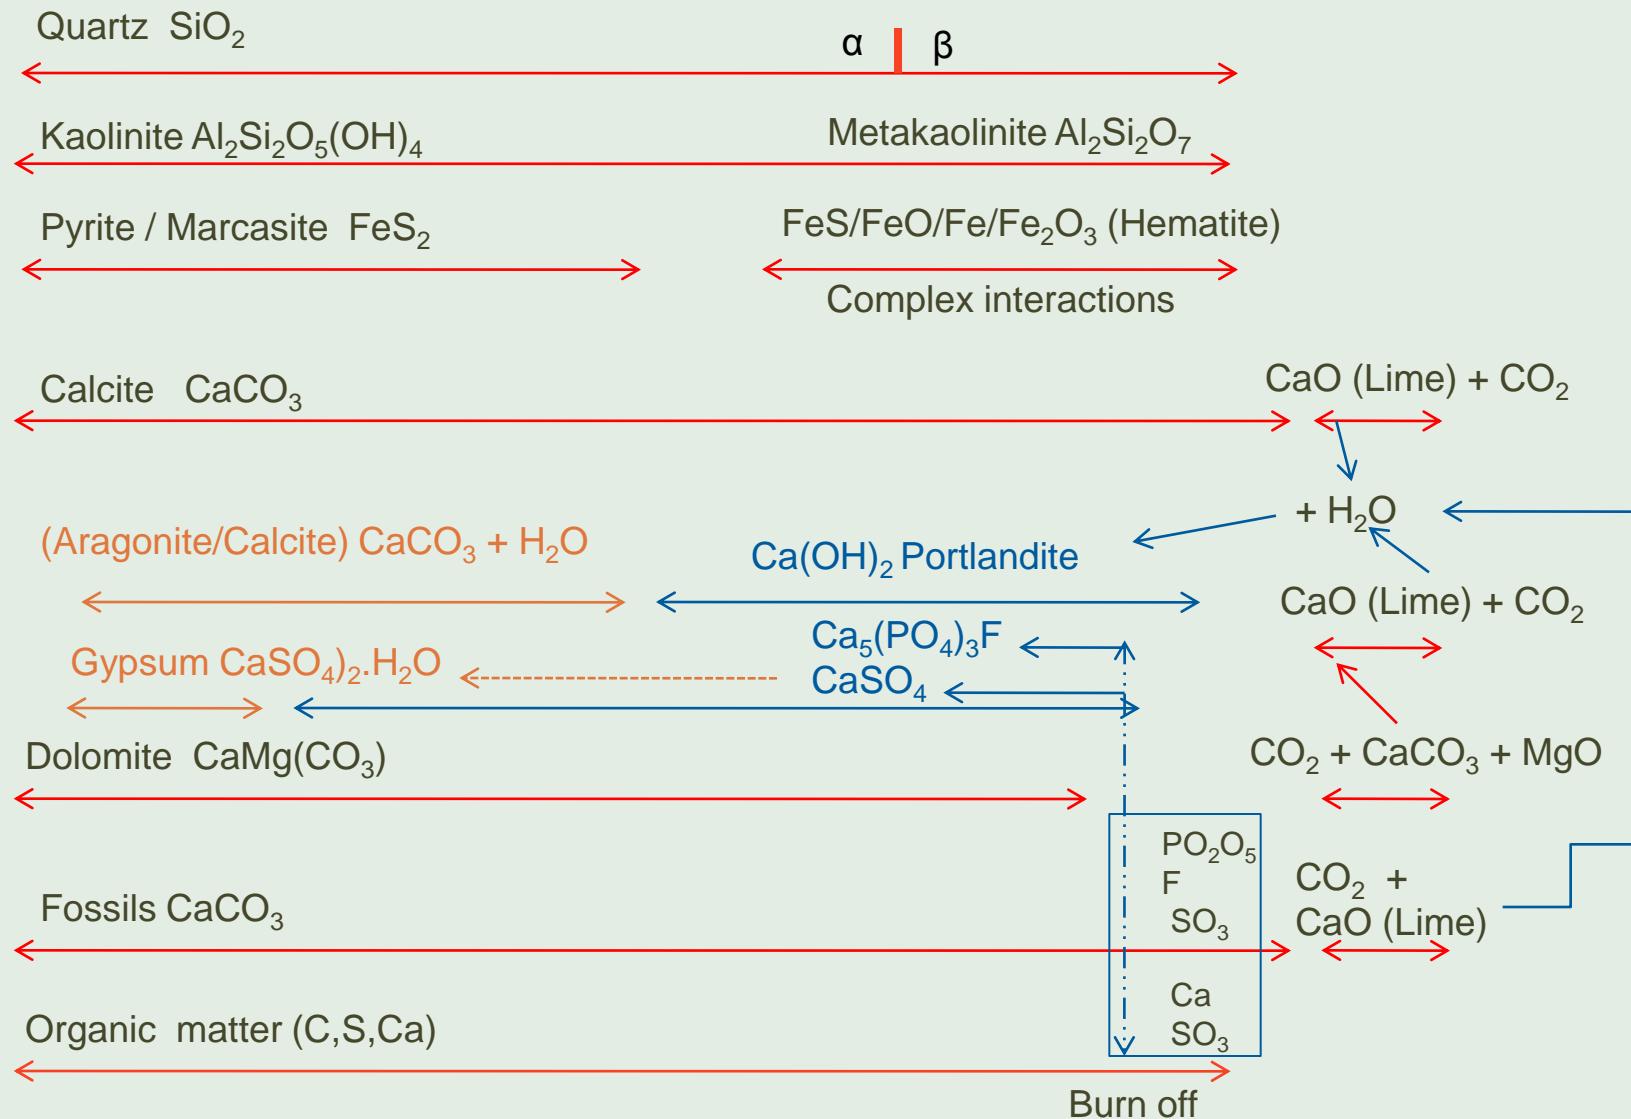 Quartz SiO₂
α β
Kaolinite Al₂Si₂O₅(OH)₄ Metakaolinite Al₂Si₂O₇
Pyrite / Marcasite FeS₂ FeS/FeO/Fe/Fe₂O₃ (Hematite)
Complex interactions
Calcite CaCO₃ CaO (Lime) + CO₂
+ H₂O
(Aragonite/Calcite) CaCO₃ + H₂O Ca(OH)₂ Portlandite
CaO (Lime) + CO₂
Ca₅(PO₄)₃F
Gypsum CaSO₄)₂.H₂O CaSO₄
Dolomite CaMg(CO₃) CO₂ + CaCO₃ + MgO
PO₂O₅
F
SO₃
Fossils CaCO₃ CO₂ +
CaO (Lime)
Ca
SO₃
Organic matter (C,S,Ca)
Burn off